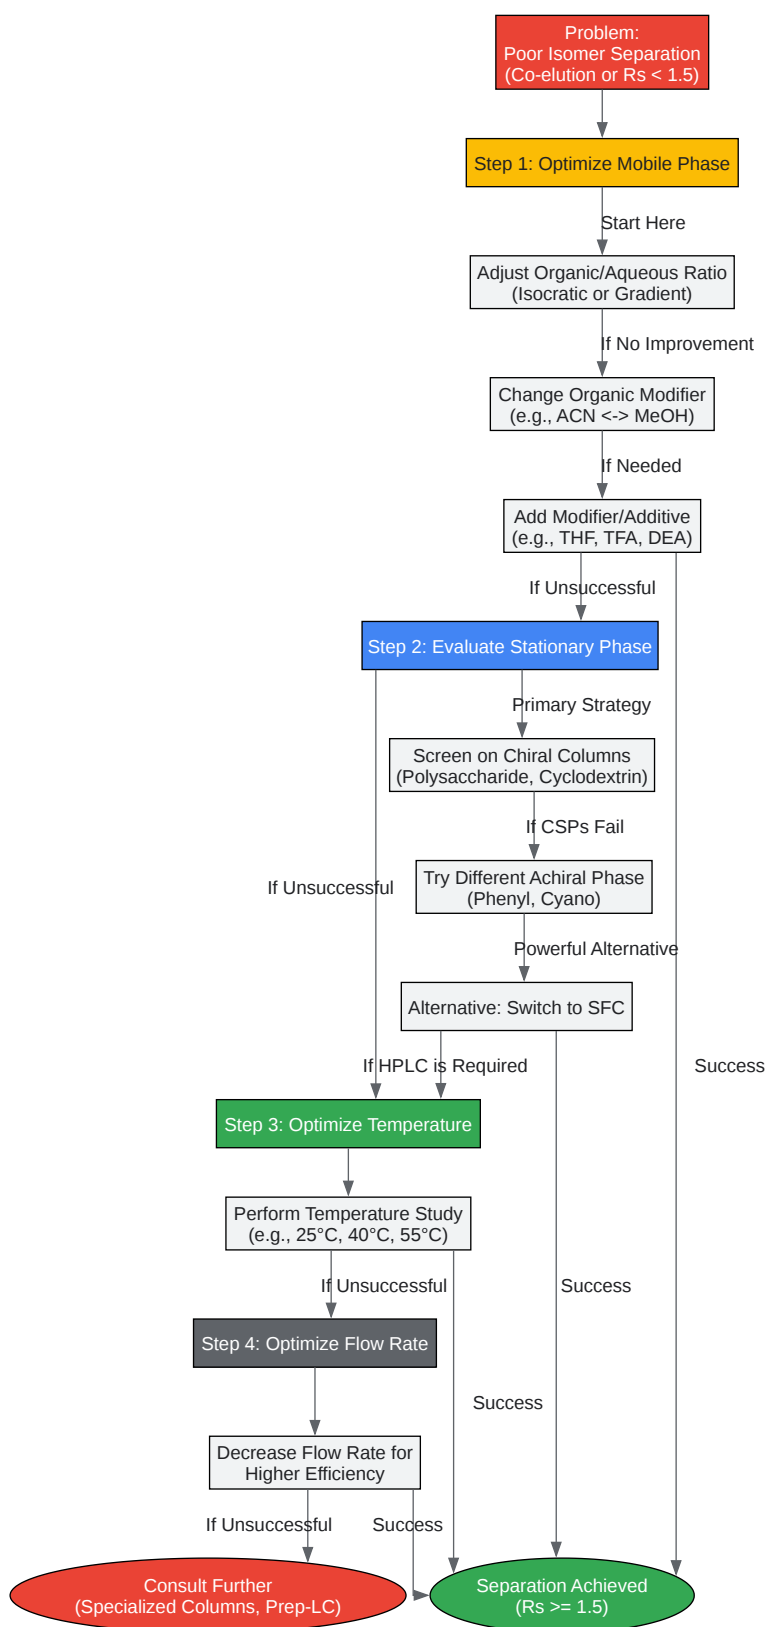 Problem:
Poor Isomer Separation
(Co-elution or Rs < 1.5)
Step 1: Optimize Mobile Phase
Start Here
Adjust Organic/Aqueous Ratio
(Isocratic or Gradient)
If No Improvement
Change Organic Modifier
(e.g., ACN <-> MeOH)
If Needed
Add Modifier/Additive
(e.g., THF, TFA, DEA)
If Unsuccessful
Step 2: Evaluate Stationary Phase
Primary Strategy
Screen on Chiral Columns
(Polysaccharide, Cyclodextrin)
If CSPs Fail
If Unsuccessful
Try Different Achiral Phase
(Phenyl, Cyano)
Powerful Alternative
Alternative: Switch to SFC
If HPLC is Required
Success
Step 3: Optimize Temperature
Perform Temperature Study
(e.g., 25°C, 40°C, 55°C)
If Unsuccessful
Success
Step 4: Optimize Flow Rate
Success
Decrease Flow Rate for
Higher Efficiency
If Unsuccessful
Success
Consult Further
(Specialized Columns, Prep-LC)
Separation Achieved
(Rs >= 1.5)